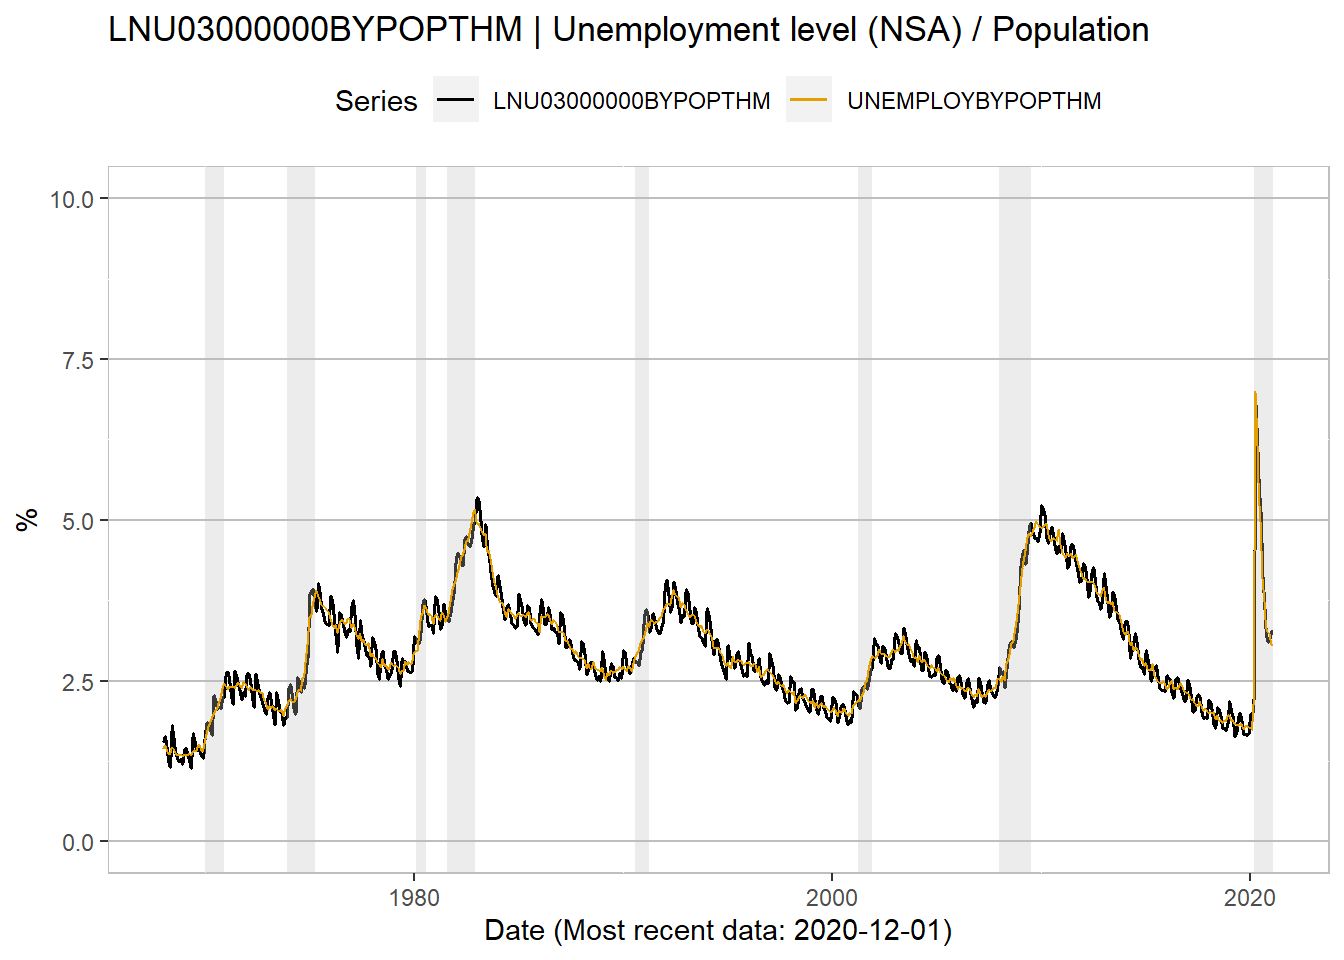 LNU03000000BYPOPTHM | Unemployment level (NSA) / Population
Series LNU03000000BYPOPTHM UNEMPLOYBYPOPTHM
10.0
7.5
5.0
2.5
0.0
%
1980 2000 2020
Date (Most recent data: 2020-12-01)